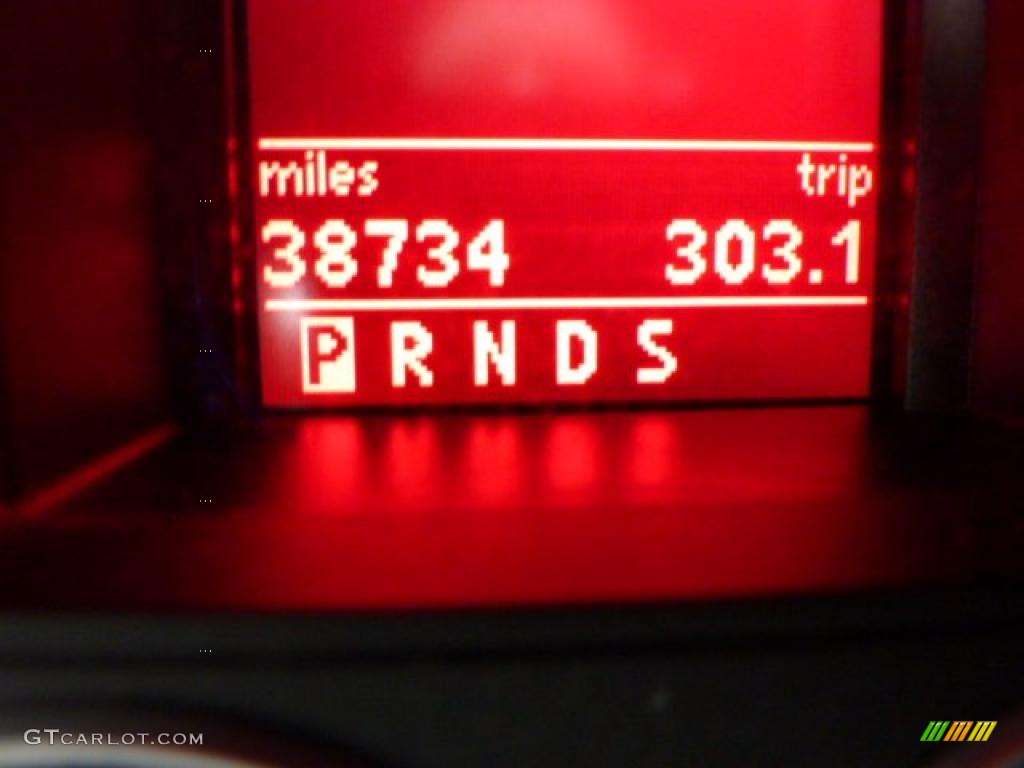 miles trip
38734 303.1
P R N D S
GTCARLOT.COM